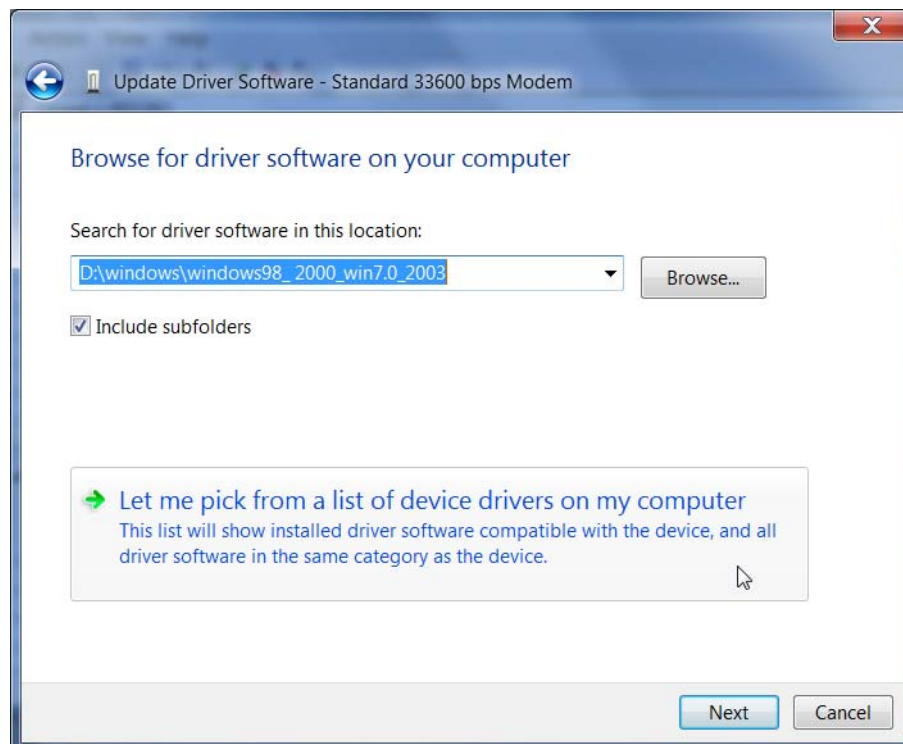 Update Driver Software - Standard 33600 bps Modem
Browse for driver software on your computer
Search for driver software in this location:
D:\windows\windows98_ 2000_win7.0_2003
Browse...
Include subfolders
Let me pick from a list of device drivers on my computer
This list will show installed driver software compatible with the device, and all
driver software in the same category as the device.
Next
Cancel